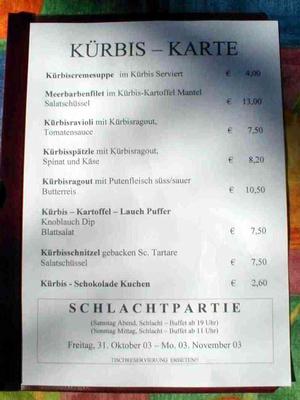 KÜRBIS – KARTE
Kürbiscremesuppe im Kürbis Serviert € 4,00
Meerbarbenfilet im Kürbis-Kartoffel Mantel
Salatschüssel € 13,00
Kürbisravioli mit Kürbisragout,
Tomatensauce € 7,50
Kürbisspätzle mit Kürbisragout,
Spinat und Käse € 8,20
Kürbisragout mit Putenfleisch süss/sauer
Butterreis € 10,50
Kürbis – Kartoffel – Lauch Puffer
Knoblauch Dip
Blattsalat € 7,50
Kürbisschnitzel gebacken Sc. Tartare
Salatschüssel € 7,50
Kürbis - Schokolade Kuchen € 2,60
SCHLACHTPARTIE
(Samstag Abend, Schlacht – Buffet ab 19 Uhr)
(Sonntag Mittag, Schlacht – Buffet ab 11 Uhr)
Freitag, 31. Oktober 03 – Mo. 03. November 03
TISCHRESERVIERUNG ERBETEN!!